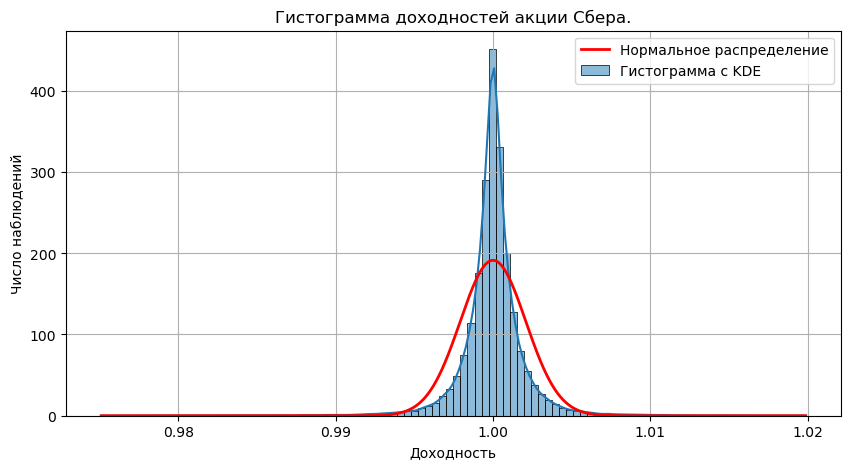 Гистограмма доходностей акции Сбера.
Нормальное распределение
Гистограмма с KDE
Число наблюдений
400
300
200
100
0
0.98 0.99 1.00 1.01 1.02
Доходность